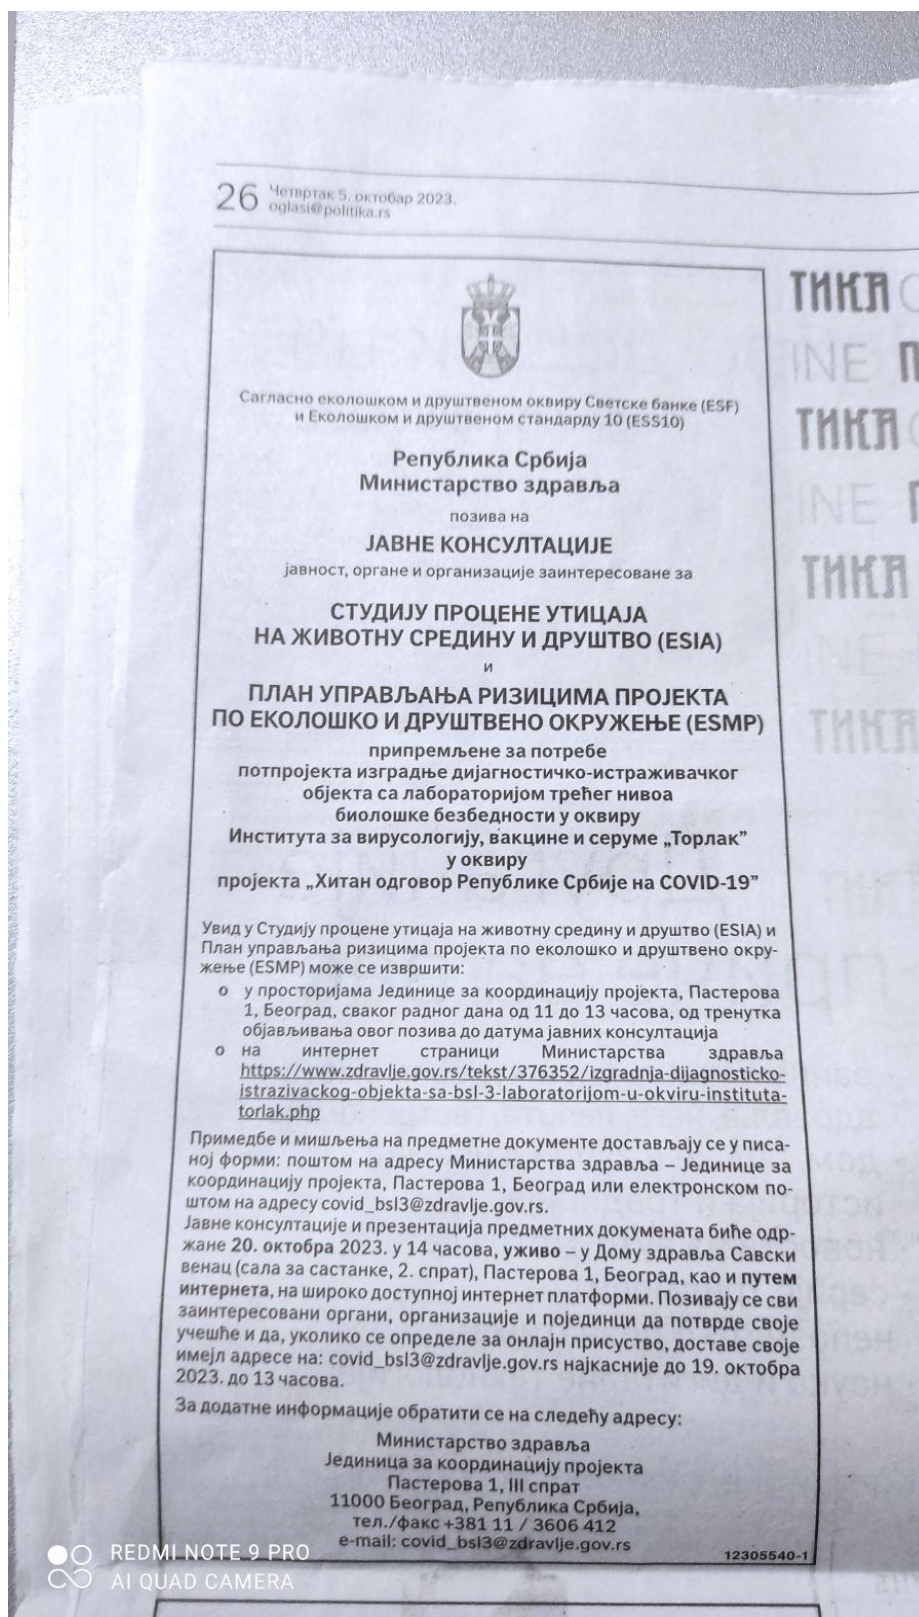 26 Четвртак 5. октобар 2023.
oglasi@politika.rs
Сагласно еколошком и друштвеном оквиру Светске банке (ESF)
и Еколошком и друштвеном стандарду 10 (ESS10)
Република Србија
Министарство здравља
позива на
ЈАВНЕ КОНСУЛТАЦИЈЕ
јавност, органе и организације заинтересоване за
СТУДИЈУ ПРОЦЕНЕ УТИЦАЈА
НА ЖИВОТНУ СРЕДИНУ И ДРУШТВО (ESIA)
и
ПЛАН УПРАВЉАЊА РИЗИЦИМА ПРОЈЕКТА
ПО ЕКОЛОШКО И ДРУШТВЕНО ОКРУЖЕЊЕ (ESMP)
припремљене за потребе
потпројекта изградње дијагностичко-истраживачког
објекта са лабораторијом трећег нивоа
биолошке безбедности у оквиру
Института за вирусологију, вакцине и серуме „Торлак”
у оквиру
пројекта „Хитан одговор Републике Србије на COVID-19”
Увид у Студију процене утицаја на животну средину и друштво (ESIA) и
План управљања ризицима пројекта по еколошко и друштвено окру-
жење (ESMP) може се извршити:
о у просторијама Јединице за координацију пројекта, Пастерова
1, Београд, сваког радног дана од 11 до 13 часова, од тренутка
објављивања овог позива до датума јавних консултација
о на интернет страници Министарства здравља
https://www.zdravlje.gov.rs/tekst/376352/izgradnja-dijagnosticko-
istrazivackog-objekta-sa-bsl-3-laboratorijom-u-okviru-instituta-
torlak.php
Примедбе и мишљења на предметне документе достављају се у писа-
ној форми: поштом на адресу Министарства здравља – Јединице за
координацију пројекта, Пастерова 1, Београд или електронском по-
штом на адресу covid_bsl3@zdravlje.gov.rs.
Јавне консултације и презентација предметних докумената биће одр-
жане 20. октобра 2023. у 14 часова, уживо – у Дому здравља Савски
венац (сала за састанке, 2. спрат), Пастерова 1, Београд, као и путем
интернета, на широко доступној интернет платформи. Позивају се сви
заинтересовани органи, организације и појединци да потврде своје
учешће и да, уколико се определе за онлајн присуство, доставе своје
имејл адресе на: covid_bsl3@zdravlje.gov.rs најкасније до 19. октобра
2023. до 13 часова.
За додатне информације обратити се на следећу адресу:
Министарство здравља
Јединица за координацију пројекта
Пастерова 1, III спрат
11000 Београд, Република Србија,
тел./факс +381 11 / 3606 412
e-mail: covid_bsl3@zdravlje.gov.rs
12305540-1
ТИКА
INE
ТИКА
INE
ТИКА
INE
ТИКА
REDMI NOTE 9 PRO
AI QUAD CAMERA